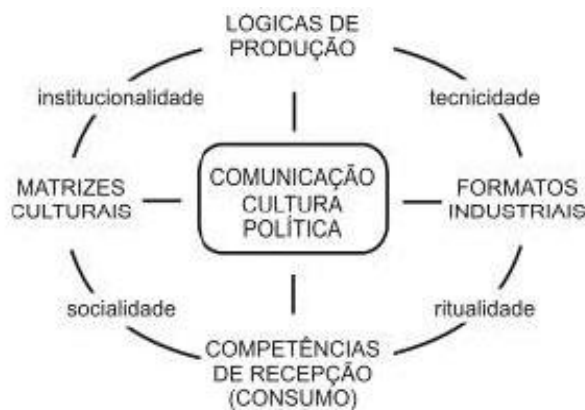 LÓGICAS DE
PRODUÇÃO
institucionalidade
tecnicidade
MATRIZES
CULTURAIS
COMUNICAÇÃO
CULTURA
POLÍTICA
FORMATOS
INDUSTRIAIS
socialidade
ritualidade
COMPETÊNCIAS
DE RECEPÇÃO
(CONSUMO)